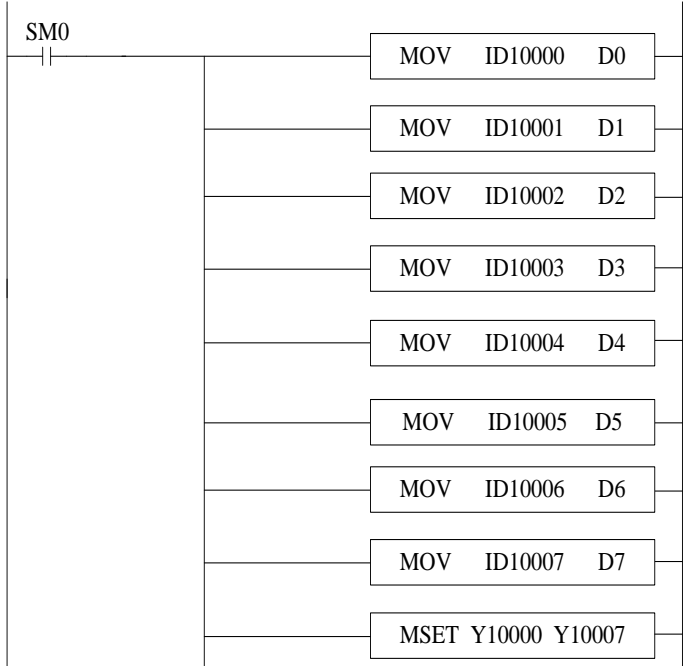 SM0
MOV ID10000 D0
MOV ID10001 D1
MOV ID10002 D2
MOV ID10003 D3
MOV ID10004 D4
MOV ID10005 D5
MOV ID10006 D6
MOV ID10007 D7
MSET Y10000 Y10007